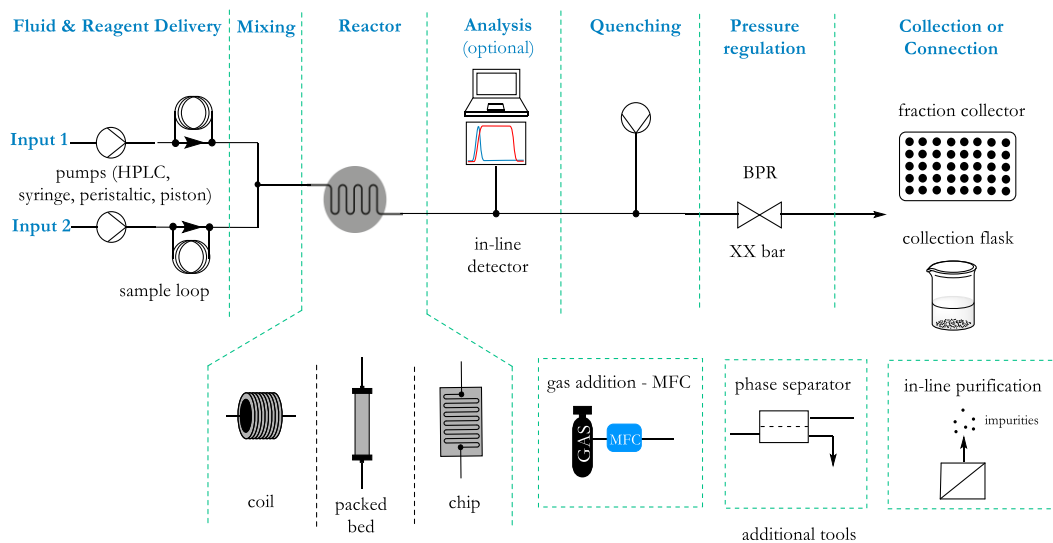 Fluid & Reagent Delivery
Mixing
Reactor
Analysis
(optional)
Quenching
Pressure
regulation
Collection or
Connection
Input 1
pumps (HPLC,
syringe, peristaltic, piston)
Input 2
sample loop
in-line
detector
BPR
XX bar
fraction collector
collection flask
coil
packed
bed
chip
gas addition - MFC
GAS
MFC
phase separator
in-line purification
impurities
additional tools